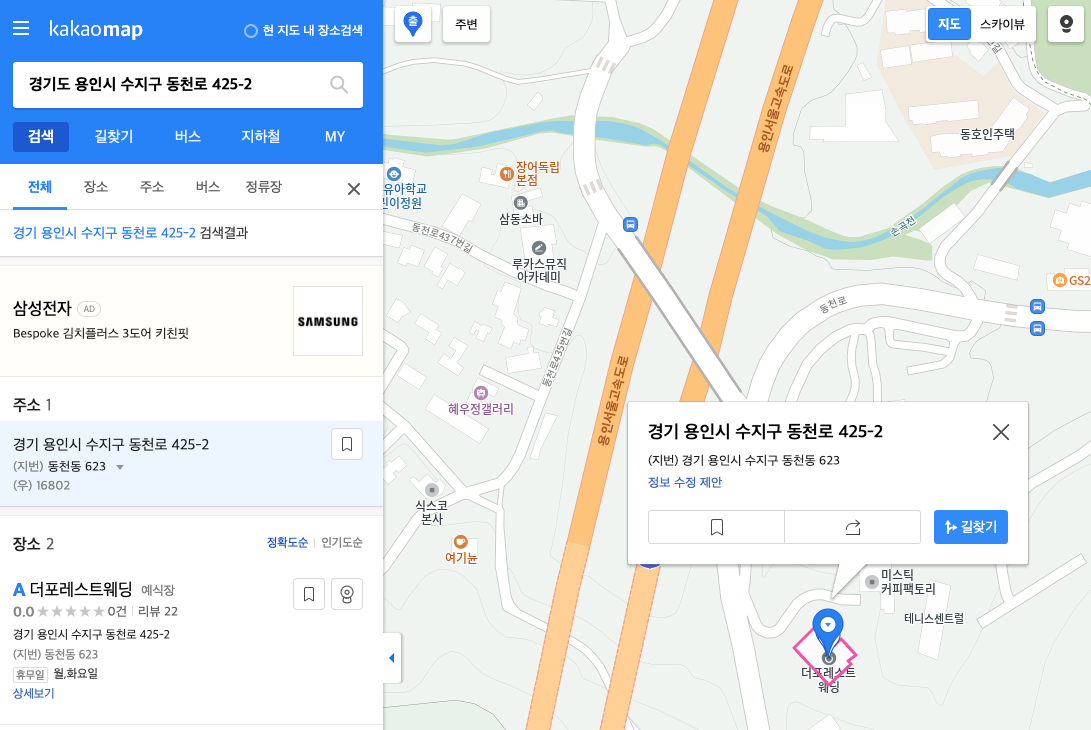 kakaomap
현 지도 내 장소검색
경기도 용인시 수지구 동천로 425-2
검색
길찾기
버스
지하철
MY
전체
장소
주소
버스
정류장
경기 용인시 수지구 동천로 425-2 검색결과
삼성전자 AD
Bespoke 김치플러스 3도어 키친핏
SAMSUNG
주소 1
경기 용인시 수지구 동천로 425-2
(지번) 동천동 623
(우) 16802
장소 2
정확도순
인기도순
A 더포레스트웨딩 예식장
0.0 ★★★★★ 0건 리뷰 22
경기 용인시 수지구 동천로 425-2
(지번) 동천동 623
휴무일 월,화요일
상세보기
출
주변
지도
스카이뷰
용인서울고속도로
동호인주택
장어독립
본점
유아학교
린이정원
삼동소바
동천로437번길
손곡천
루카스뮤직
아카데미
GS2
동천로
동천로435번길
용인서울고속도로
혜우정갤러리
경기 용인시 수지구 동천로 425-2
(지번) 경기 용인시 수지구 동천동 623
정보 수정 제안
길찾기
식스코
본사
여기뉸
미스틱
커피팩토리
테니스센트럴
더포레스트
웨딩